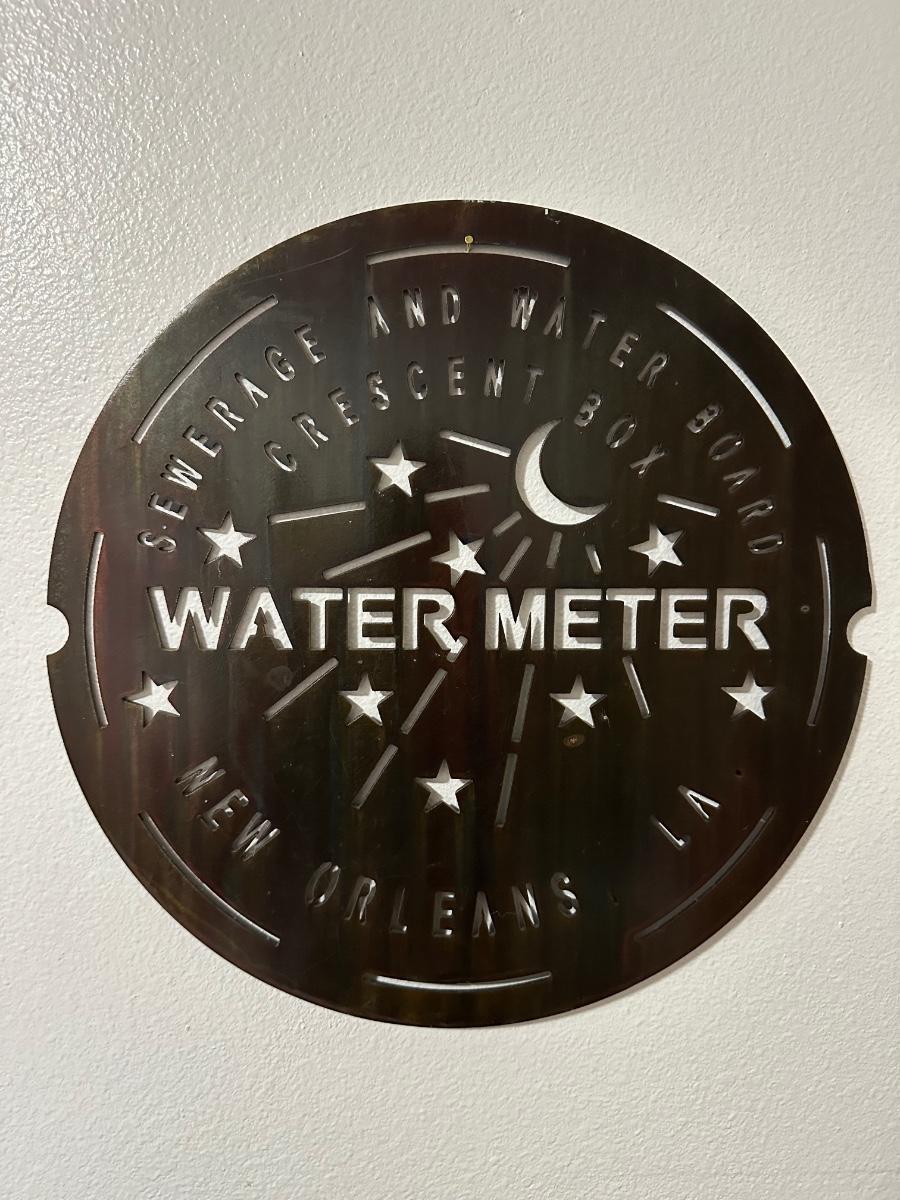 SEWERAGE AND WATER BOARD
CRESCENT BOX
WATER METER
NEW ORLEANS, LA